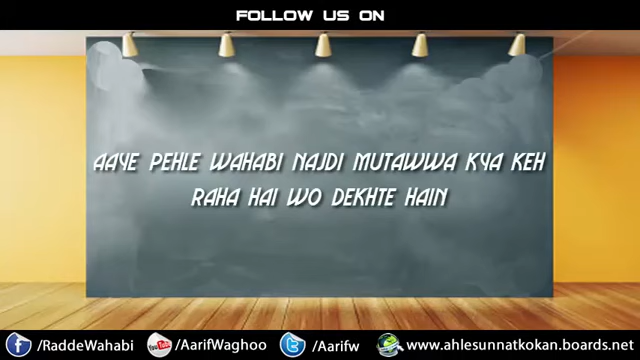 FOLLOW US ON
AAYE PEHLE WAHABI NAJDI MUTAWWA KYA KEH
RAHA HAI WO DEKHTE HAIN
/RaddeWahabi /AarifWaghoo /Aarifw www.ahlesunnatkokan.boards.net